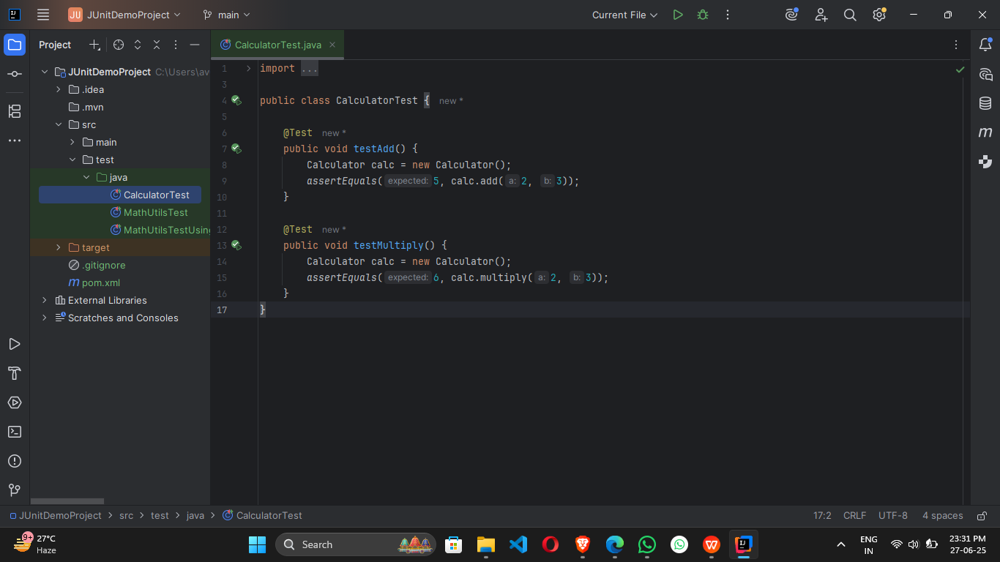 JU JUnitDemoProject main Current File
Project
CalculatorTest.java
JUnitDemoProject C:\Users\av
.idea
.mvn
src
main
test
java
CalculatorTest
MathUtilsTest
MathUtilsTestUsing
target
.gitignore
pom.xml
External Libraries
Scratches and Consoles
1 import ...
3
4 public class CalculatorTest { new *
5
6 @Test new *
7 public void testAdd() {
8 Calculator calc = new Calculator();
9 assertEquals( expected: 5, calc.add( a: 2, b: 3));
10 }
11
12 @Test new *
13 public void testMultiply() {
14 Calculator calc = new Calculator();
15 assertEquals( expected: 6, calc.multiply( a: 2, b: 3));
16 }
17 }
JUnitDemoProject > src > test > java > CalculatorTest 17:2 CRLF UTF-8 4 spaces
9+ 27°C
Haze
Search
ENG
IN
23:31 PM
27-06-25